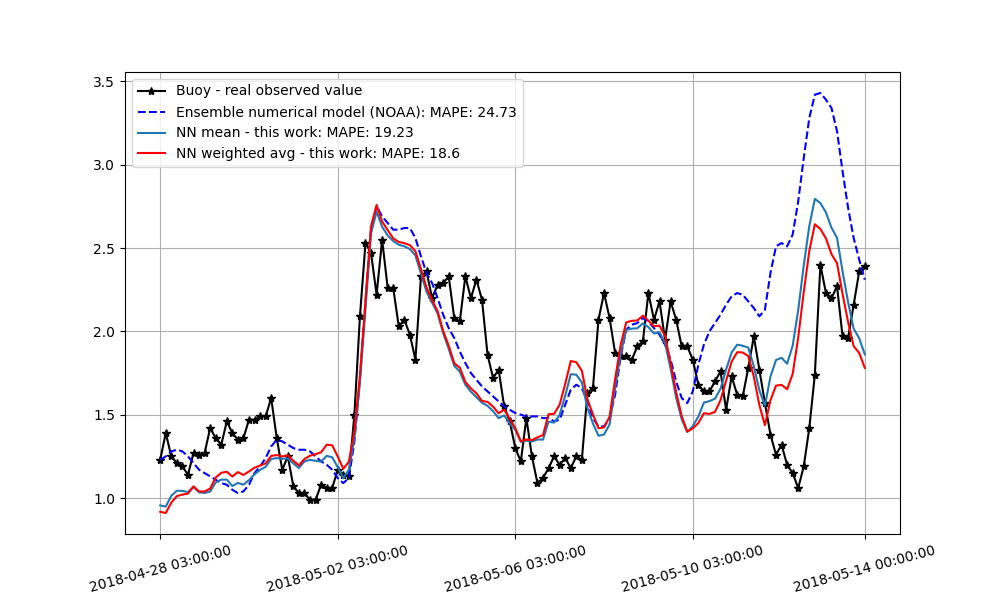 3.5
3.0
2.5
2.0
1.5
1.0
Buoy - real observed value
Ensemble numerical model (NOAA): MAPE: 24.73
NN mean - this work: MAPE: 19.23
NN weighted avg - this work: MAPE: 18.6
2018-04-28 03:00:00
2018-05-02 03:00:00
2018-05-06 03:00:00
2018-05-10 03:00:00
2018-05-14 00:00:00